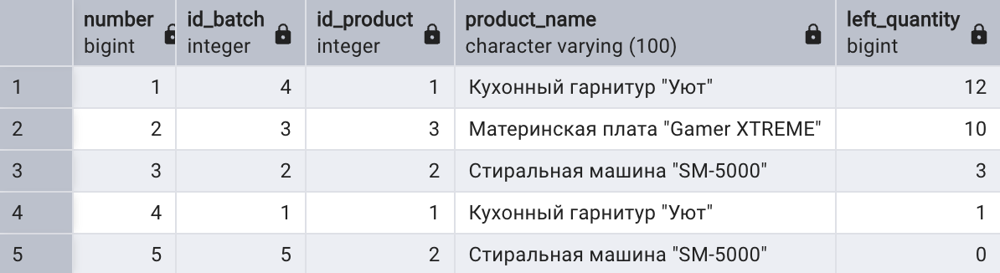 number id_batch id_product product_name left_quantity
bigint integer integer character varying (100) bigint
1 1 4 1 Кухонный гарнитур "Уют" 12
2 2 3 3 Материнская плата "Gamer XTREME" 10
3 3 2 2 Стиральная машина "SM-5000" 3
4 4 1 1 Кухонный гарнитур "Уют" 1
5 5 5 2 Стиральная машина "SM-5000" 0